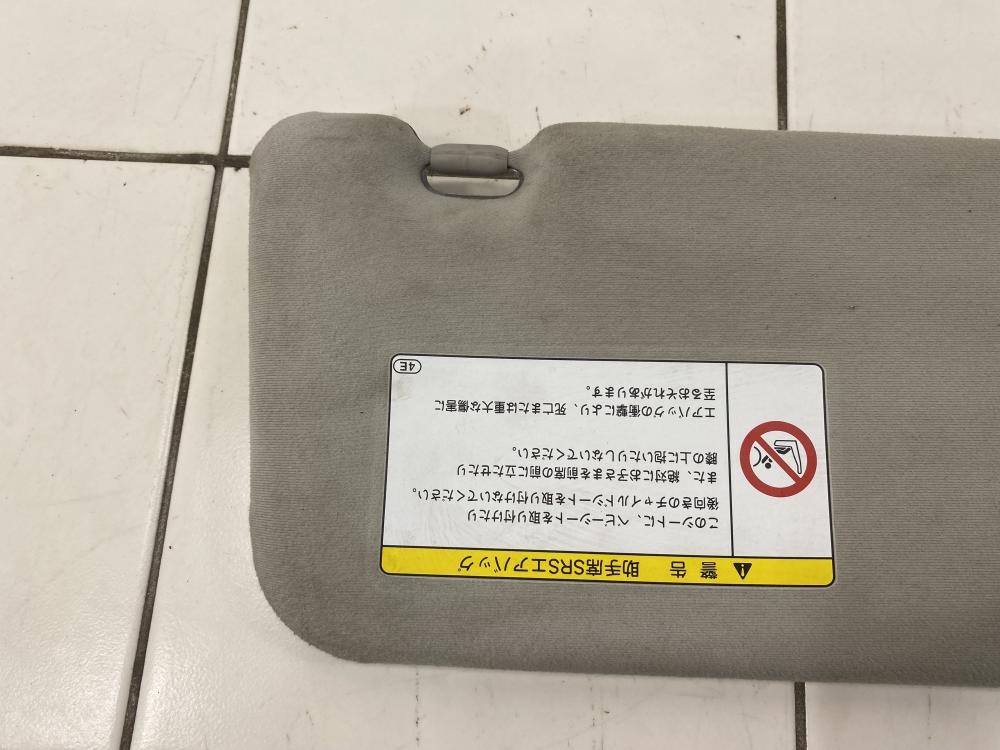 警告 助手席SRSエアバッグ
このシートに、ベビーシートを取り付けたり
後向きのチャイルドシートを取り付けないでください。
また、絶対にお子さまを前席の前に立たせたり
膝の上に抱いたりしないでください。
エアバッグの衝撃により、死亡または重大な傷害に
至るおそれがあります。
4E